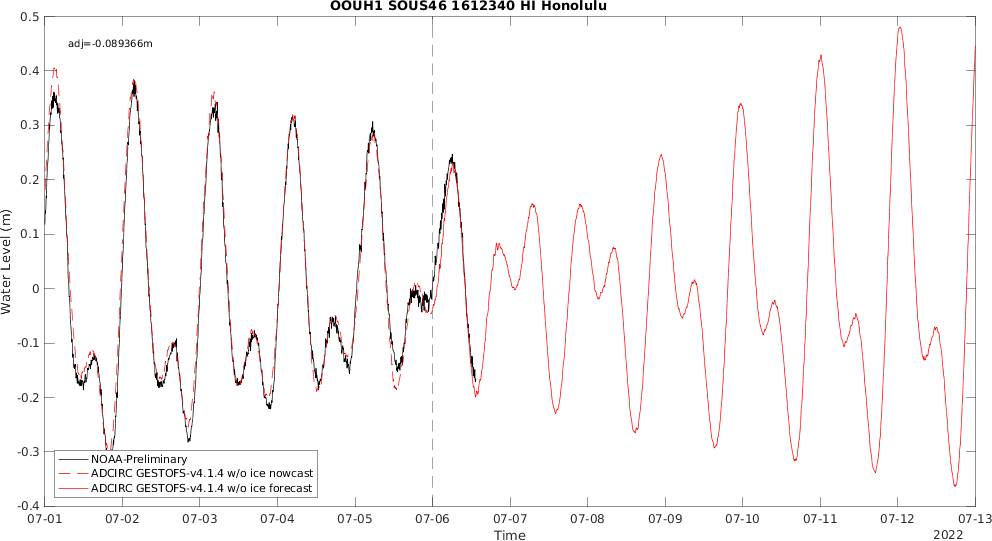 OOUH1 SOUS46 1612340 HI Honolulu
adj=-0.089366m
Water Level (m)
0.5
0.4
0.3
0.2
0.1
0
-0.1
-0.2
-0.3
-0.4
NOAA-Preliminary
ADCIRC GESTOFS-v4.1.4 w/o ice nowcast
ADCIRC GESTOFS-v4.1.4 w/o ice forecast
07-01 07-02 07-03 07-04 07-05 07-06 07-07 07-08 07-09 07-10 07-11 07-12 07-13
Time
2022